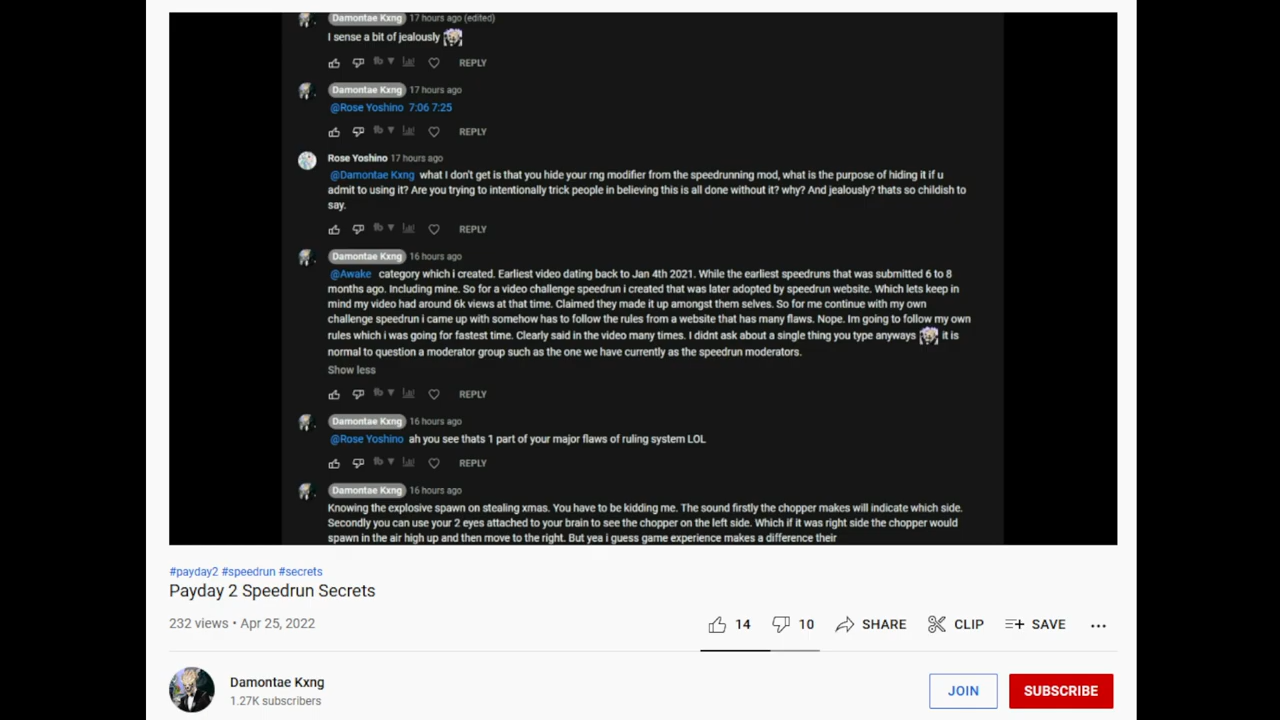 Damontae Kxng 17 hours ago (edited)
I sense a bit of jealously
REPLY
Damontae Kxng 17 hours ago
@Rose Yoshino 7:06 7:25
REPLY
Rose Yoshino 17 hours ago
@Damontae Kxng what I don't get is that you hide your rng modifier from the speedrunning mod, what is the purpose of hiding it if u
admit to using it? Are you trying to intentionally trick people in believing this is all done without it? why? And jealously? thats so childish to
say.
REPLY
Damontae Kxng 16 hours ago
@Awake category which i created. Earliest video dating back to Jan 4th 2021. While the earliest speedruns that was submitted 6 to 8
months ago. Including mine. So for a video challenge speedrun i created that was later adopted by speedrun website. Which lets keep in
mind my video had around 6k views at that time. Claimed they made it up amongst them selves. So for me continue with my own
challenge speedrun i came up with somehow has to follow the rules from a website that has many flaws. Nope. Im going to follow my own
rules which i was going for fastest time. Clearly said in the video many times. I didnt ask about a single thing you type anyways it is
normal to question a moderator group such as the one we have currently as the speedrun moderators.
Show less
REPLY
Damontae Kxng 16 hours ago
@Rose Yoshino ah you see thats 1 part of your major flaws of ruling system LOL
REPLY
Damontae Kxng 16 hours ago
Knowing the explosive spawn on stealing xmas. You have to be kidding me. The sound firstly the chopper makes will indicate which side.
Secondly you can use your 2 eyes attached to your brain to see the chopper on the left side. Which if it was right side the chopper would
spawn in the air high up and then move to the right. But yea i guess game experience makes a difference their
#payday2 #speedrun #secrets
Payday 2 Speedrun Secrets
232 views • Apr 25, 2022
14 10 SHARE CLIP SAVE
Damontae Kxng
1.27K subscribers
JOIN SUBSCRIBE